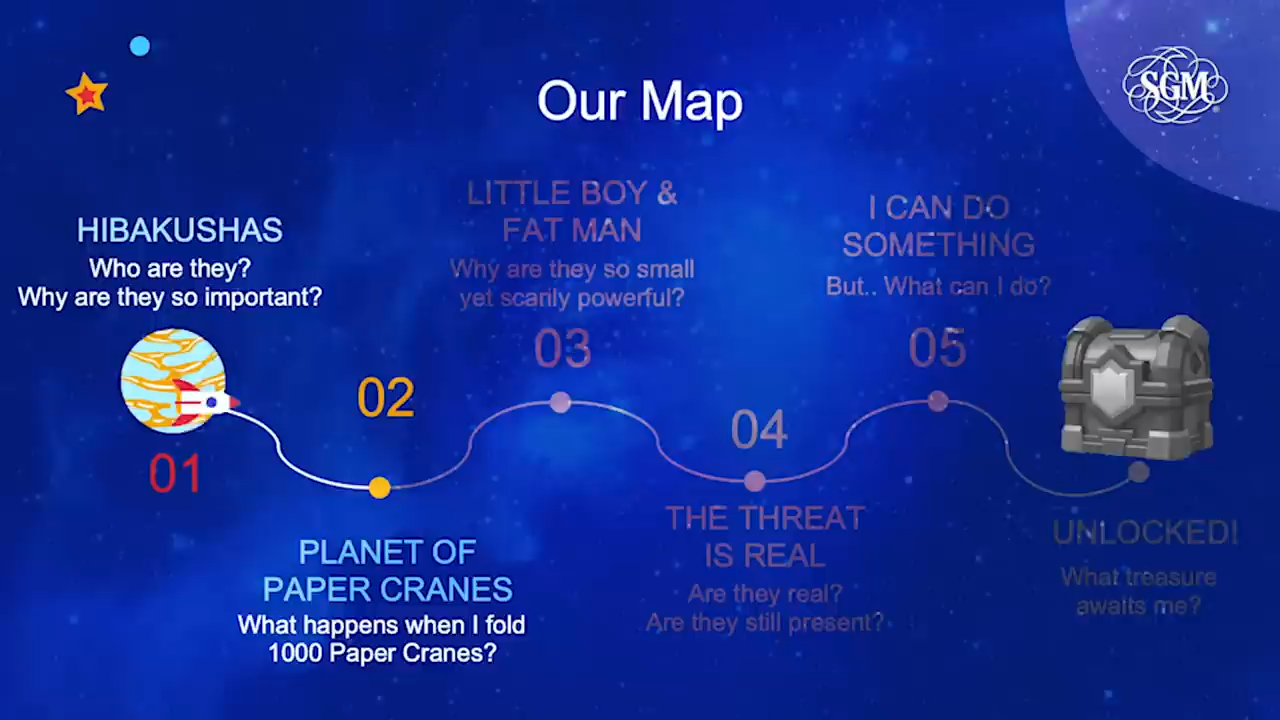 Our Map
SGM
HIBAKUSHAS
Who are they?
Why are they so important?
01
02
PLANET OF
PAPER CRANES
What happens when I fold
1000 Paper Cranes?
LITTLE BOY &
FAT MAN
Why are they so small
yet scarily powerful?
03
04
THE THREAT
IS REAL
Are they real?
Are they still present?
I CAN DO
SOMETHING
But.. What can I do?
05
UNLOCKED!
What treasure
awaits me?